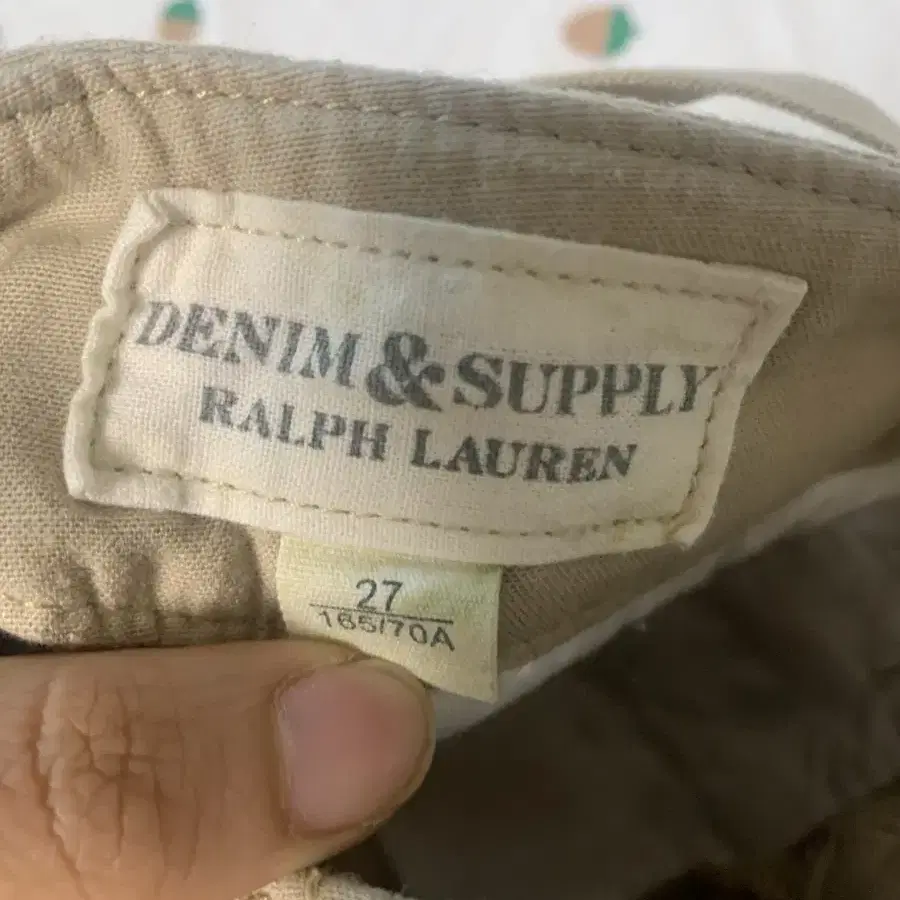 DENIM & SUPPLY
RALPH LAUREN
27
165/70A